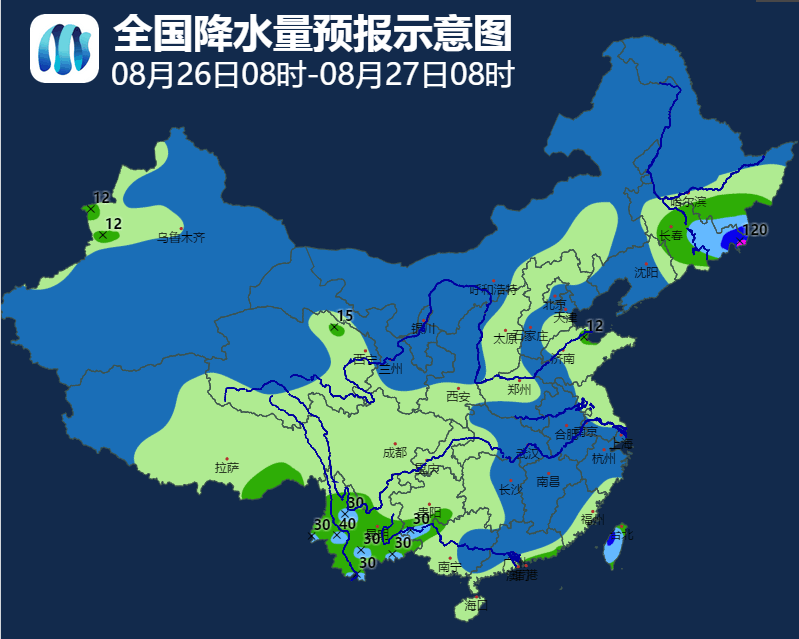 全国降水量预报示意图
08月26日08时-08月27日08时
12
12
乌鲁木齐
哈尔滨
长春
120
沈阳
呼和浩特
北京
天津
15
银川
太原
石家庄
12
济南
西宁
兰州
西安
郑州
合肥
南京
上海
成都
武汉
杭州
拉萨
重庆
南昌
长沙
30
贵阳
30
40
昆明
30
30
30
30
福州
台北
南宁
香港
海口